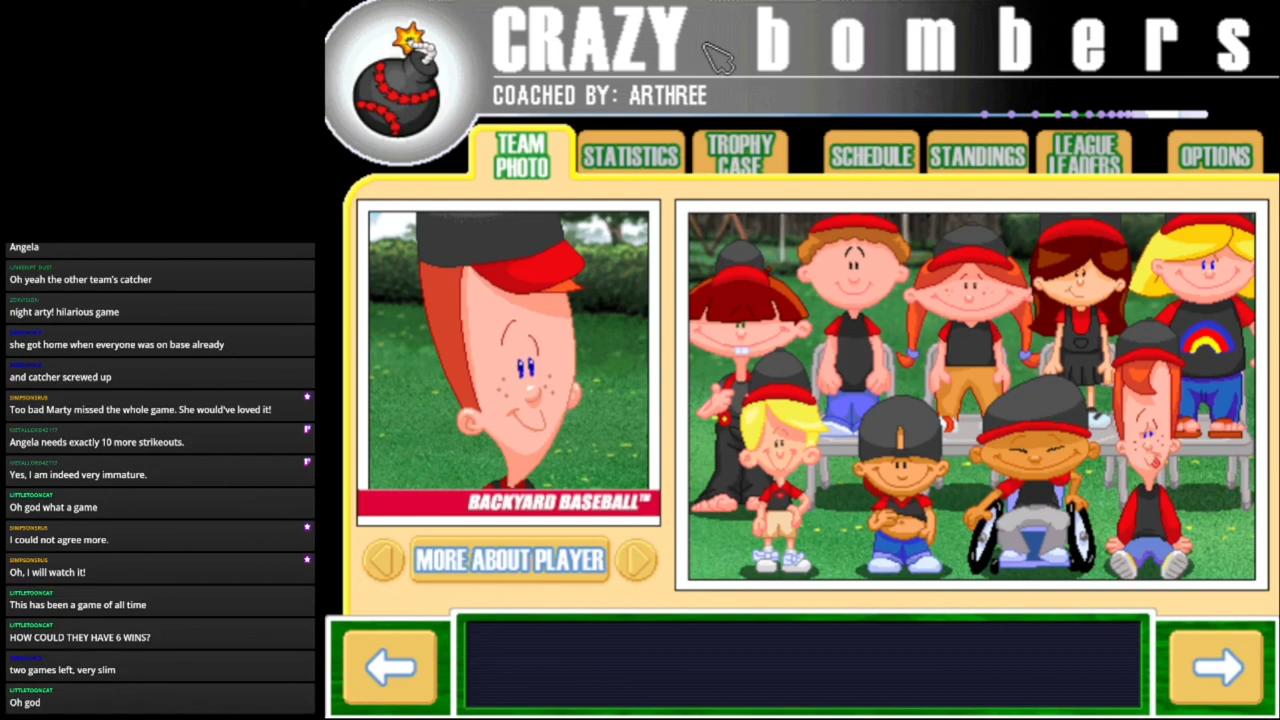 CRAZY bombers
COACHED BY: ARTHREE
TEAM PHOTO
STATISTICS
TROPHY CASE
SCHEDULE
STANDINGS
LEAGUE LEADERS
OPTIONS
BACKYARD BASEBALL™
MORE ABOUT PLAYER
Angela
Oh yeah the other team's catcher
night arty! hilarious game
she got home when everyone was on base already
and catcher screwed up
SIMPSONSRUS
Too bad Marty missed the whole game. She would've loved it!
Angela needs exactly 10 more strikeouts.
Yes, I am indeed very immature.
LITTLETOONCAT
Oh god what a game
SIMPSONSRUS
I could not agree more.
SIMPSONSRUS
Oh, I will watch it!
LITTLETOONCAT
This has been a game of all time
LITTLETOONCAT
HOW COULD THEY HAVE 6 WINS?
two games left, very slim
LITTLETOONCAT
Oh god